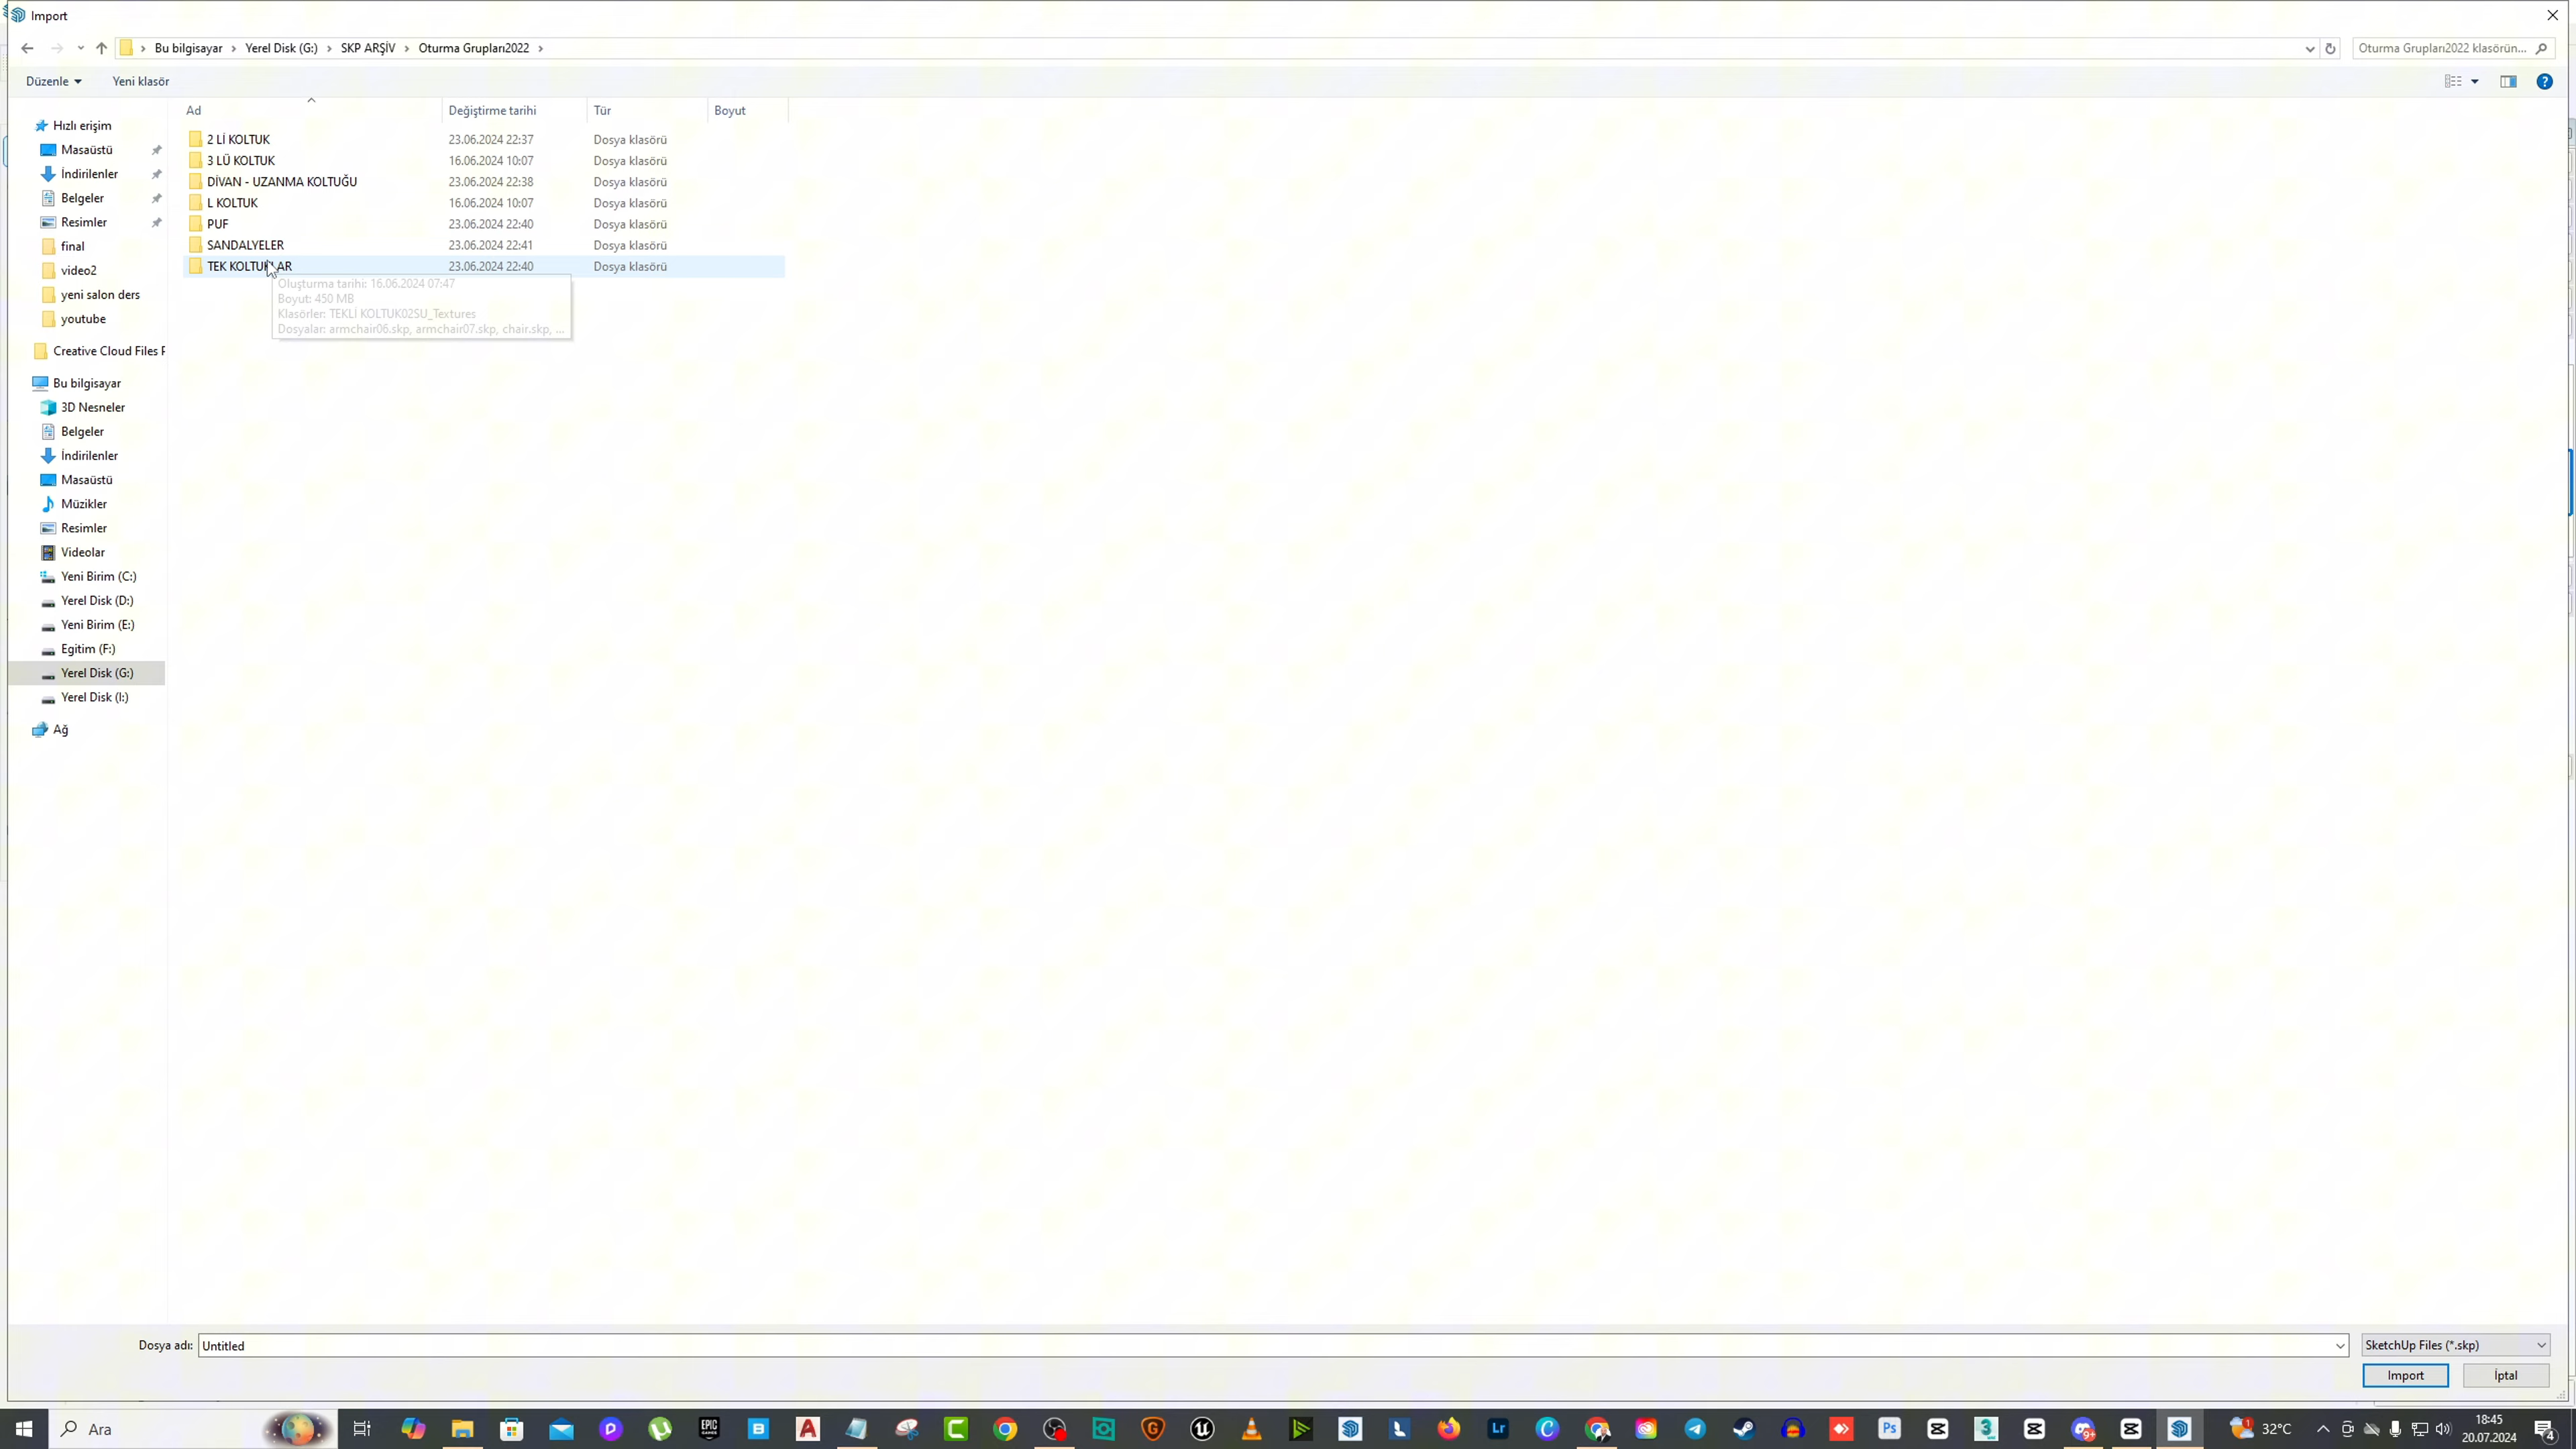 Import
Bu bilgisayar › Yerel Disk (G:) › SKP ARŞİV › Oturma Grupları2022 ›
Oturma Grupları2022 klasörün...
Düzenle
Yeni klasör
Ad
Değiştirme tarihi
Tür
Boyut
2 Lİ KOLTUK 23.06.2024 22:37 Dosya klasörü
3 LÜ KOLTUK 16.06.2024 10:07 Dosya klasörü
DİVAN - UZANMA KOLTUĞU 23.06.2024 22:38 Dosya klasörü
L KOLTUK 16.06.2024 10:07 Dosya klasörü
PUF 23.06.2024 22:40 Dosya klasörü
SANDALYELER 23.06.2024 22:41 Dosya klasörü
TEK KOLTUKLAR 23.06.2024 22:40 Dosya klasörü
Oluşturma tarihi: 16.06.2024 07:47
Boyut: 450 MB
Klasörler: TEKLİ KOLTUK02SU_Textures
Dosyalar: armchair06.skp, armchair07.skp, chair.skp, ...
Hızlı erişim
Masaüstü
İndirilenler
Belgeler
Resimler
final
video2
yeni salon ders
youtube
Creative Cloud Files F
Bu bilgisayar
3D Nesneler
Belgeler
İndirilenler
Masaüstü
Müzikler
Resimler
Videolar
Yeni Birim (C:)
Yerel Disk (D:)
Yeni Birim (E:)
Egitim (F:)
Yerel Disk (G:)
Yerel Disk (I:)
Ağ
Dosya adı: Untitled
SketchUp Files (*.skp)
Import
İptal
Ara
EPIC GAMES
Lr
Ps
9+
1
32°C
18:45
20.07.2024
4